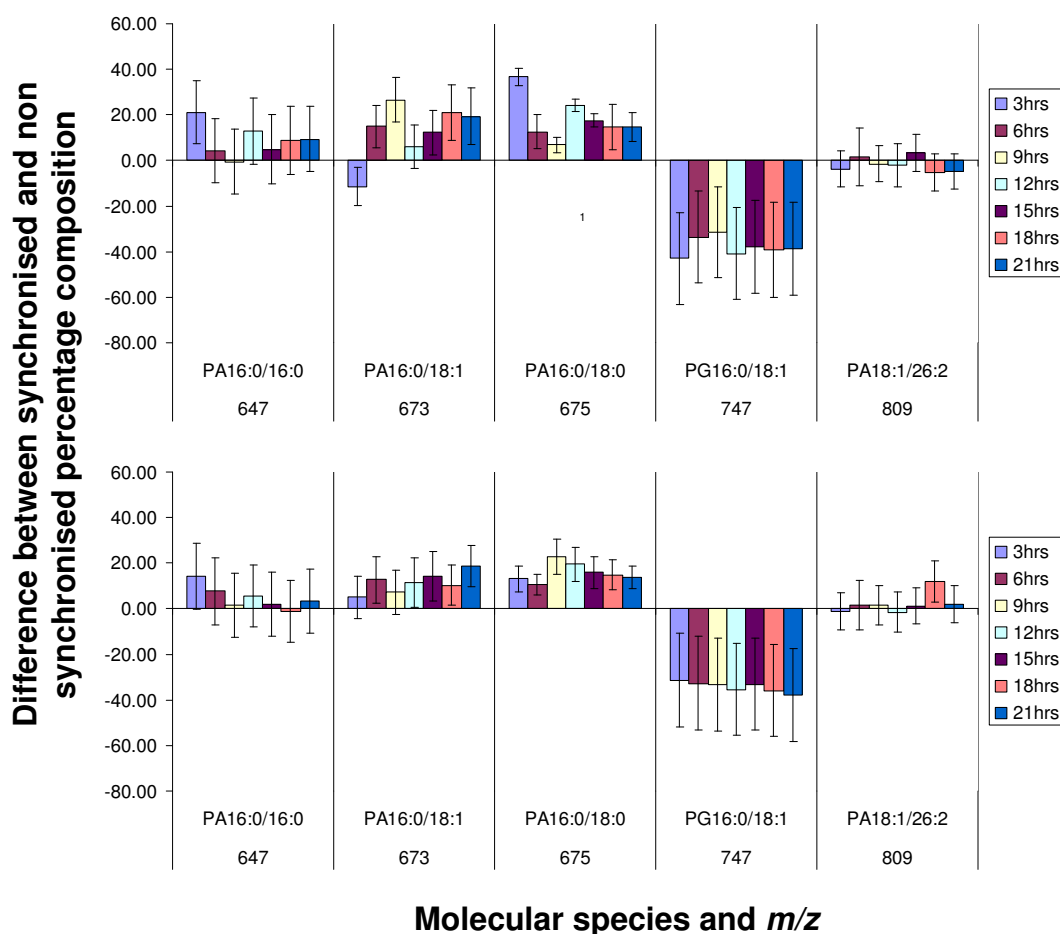 Difference between synchronised and non
synchronised percentage composition
60.00
40.00
20.00
0.00
-20.00
-40.00
-60.00
-80.00
1
PA16:0/16:0 PA16:0/18:1 PA16:0/18:0 PG16:0/18:1 PA18:1/26:2
647 673 675 747 809
3hrs
6hrs
9hrs
12hrs
15hrs
18hrs
21hrs
60.00
40.00
20.00
0.00
-20.00
-40.00
-60.00
-80.00
PA16:0/16:0 PA16:0/18:1 PA16:0/18:0 PG16:0/18:1 PA18:1/26:2
647 673 675 747 809
3hrs
6hrs
9hrs
12hrs
15hrs
18hrs
21hrs
Molecular species and m/z